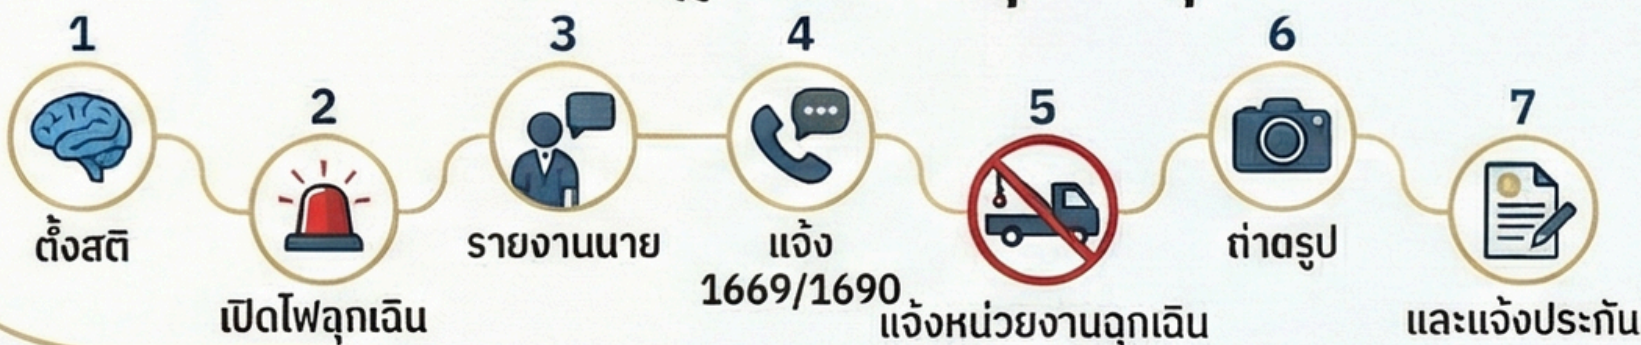 1
ตั้งสติ
2
เปิดไฟฉุกเฉิน
3
รายงานนาย
4
แจ้ง
1669/1690
5
แจ้งหน่วยงานฉุกเฉิน
6
ถ่าดรูป
7
และแจ้งประกัน